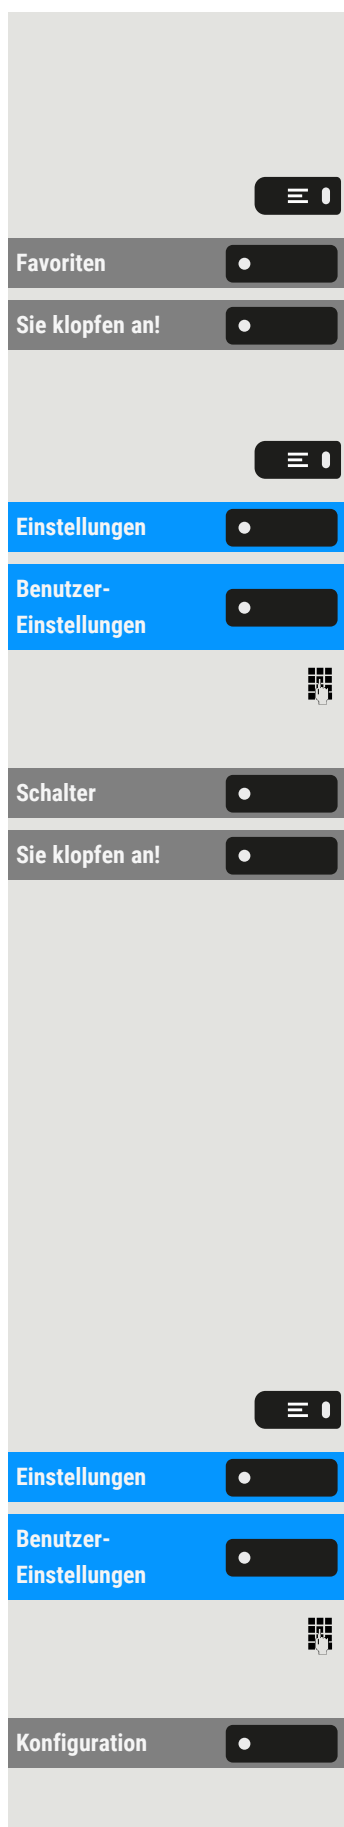 Favoriten
Sie klopfen an!
Einstellungen
Benutzer-
Einstellungen
Schalter
Sie klopfen an!
Einstellungen
Benutzer-
Einstellungen
Konfiguration